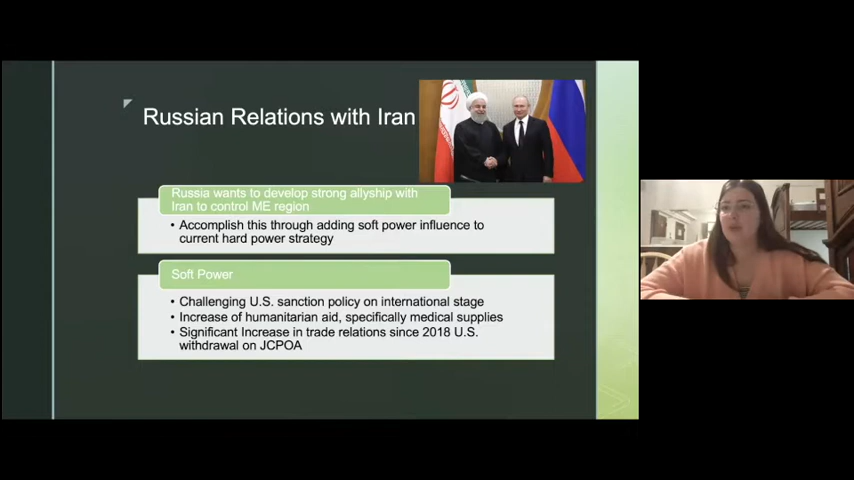 Russian Relations with Iran
Russia wants to develop strong allyship with
Iran to control ME region
• Accomplish this through adding soft power influence to
current hard power strategy
Soft Power
• Challenging U.S. sanction policy on international stage
• Increase of humanitarian aid, specifically medical supplies
• Significant Increase in trade relations since 2018 U.S.
withdrawal on JCPOA